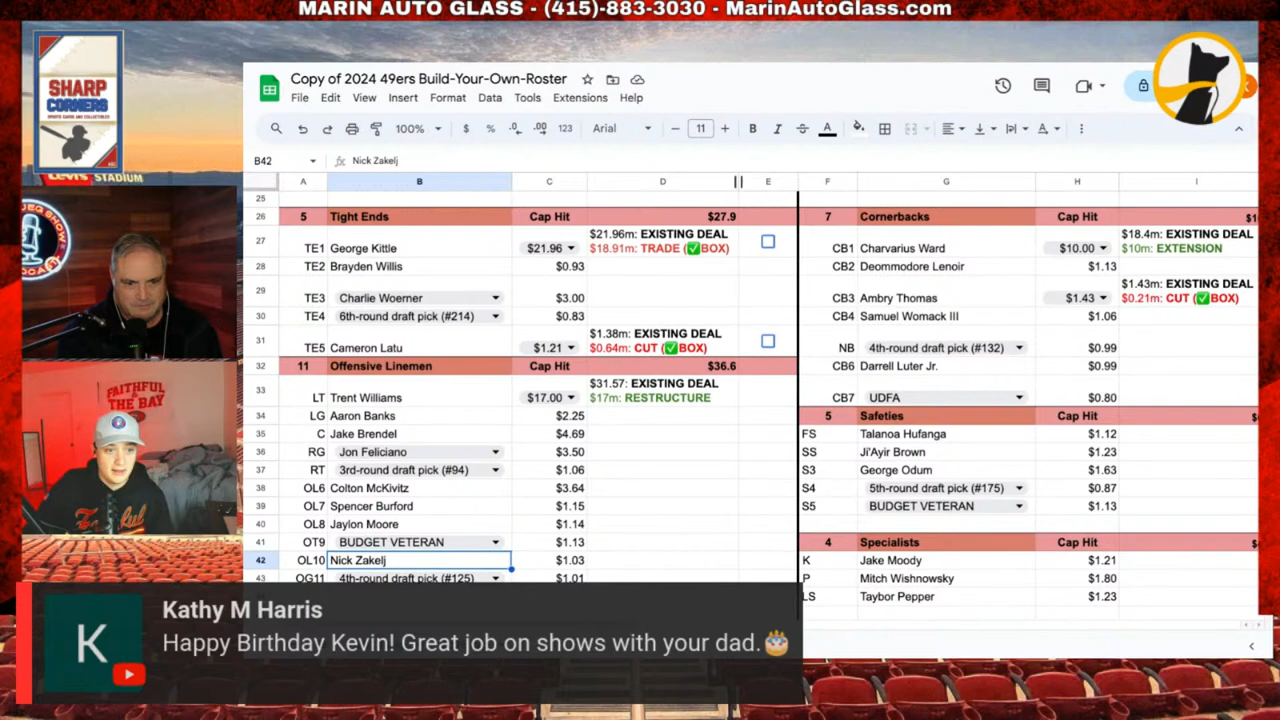 MARIN AUTO GLASS - (415)-883-3030 - MarinAutoGlass.com
SHARP
CORNERS
SPORTS CARDS AND COLLECTIBLES
STADIUM
SHOW
FAITHFUL
THE BAY
Copy of 2024 49ers Build-Your-Own-Roster
File Edit View Insert Format Data Tools Extensions Help
100% $ % .0 .00 123 Arial 11 B I A
B42 fx Nick Zakelj
A B C D E F G H I
25
26 5 Tight Ends Cap Hit $27.9 7 Cornerbacks Cap Hit
$21.96m: EXISTING DEAL $18.4m: EXISTING DEAL
27 TE1 George Kittle $21.96 $18.91m: TRADE (✅BOX) CB1 Charvarius Ward $10.00 $10m: EXTENSION
28 TE2 Brayden Willis $0.93 CB2 Deommodore Lenoir $1.13
$1.43m: EXISTING DEAL
29 TE3 Charlie Woerner $3.00 CB3 Ambry Thomas $1.43 $0.21m: CUT (✅BOX)
30 TE4 6th-round draft pick (#214) $0.83 CB4 Samuel Womack III $1.06
$1.38m: EXISTING DEAL
31 TE5 Cameron Latu $1.21 $0.64m: CUT (✅BOX) NB 4th-round draft pick (#132) $0.99
32 11 Offensive Linemen Cap Hit $36.6 CB6 Darrell Luter Jr. $0.99
$31.57: EXISTING DEAL
33 LT Trent Williams $17.00 $17m: RESTRUCTURE CB7 UDFA $0.80
34 LG Aaron Banks $2.25 5 Safeties Cap Hit
35 C Jake Brendel $4.69 FS Talanoa Hufanga $1.12
36 RG Jon Feliciano $3.50 SS Ji'Ayir Brown $1.23
37 RT 3rd-round draft pick (#94) $1.06 S3 George Odum $1.63
38 OL6 Colton McKivitz $3.64 S4 5th-round draft pick (#175) $0.87
39 OL7 Spencer Burford $1.15 S5 BUDGET VETERAN $1.13
40 OL8 Jaylon Moore $1.14
41 OT9 BUDGET VETERAN $1.13 4 Specialists Cap Hit
42 OL10 Nick Zakelj $1.03 K Jake Moody $1.21
43 OG11 4th-round draft pick (#125) $1.01 P Mitch Wishnowsky $1.80
LS Taybor Pepper $1.23
K
Kathy M Harris
Happy Birthday Kevin! Great job on shows with your dad.🎂